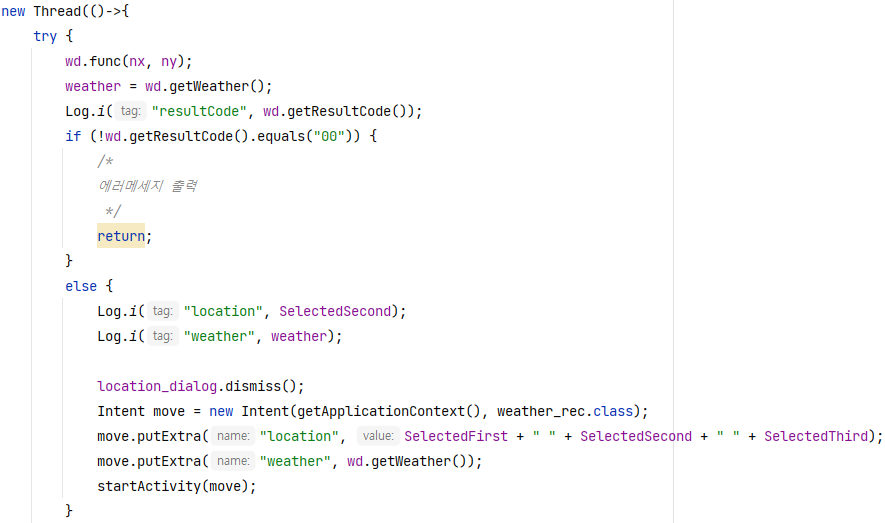 new Thread(()->{
try {
wd.func(nx, ny);
weather = wd.getWeather();
Log.i( tag: "resultCode", wd.getResultCode());
if (!wd.getResultCode().equals("00")) {
/*
에러메세지 출력
*/
return;
}
else {
Log.i( tag: "location", SelectedSecond);
Log.i( tag: "weather", weather);
location_dialog.dismiss();
Intent move = new Intent(getApplicationContext(), weather_rec.class);
move.putExtra( name: "location", value: SelectedFirst + " " + SelectedSecond + " " + SelectedThird);
move.putExtra( name: "weather", wd.getWeather());
startActivity(move);
}